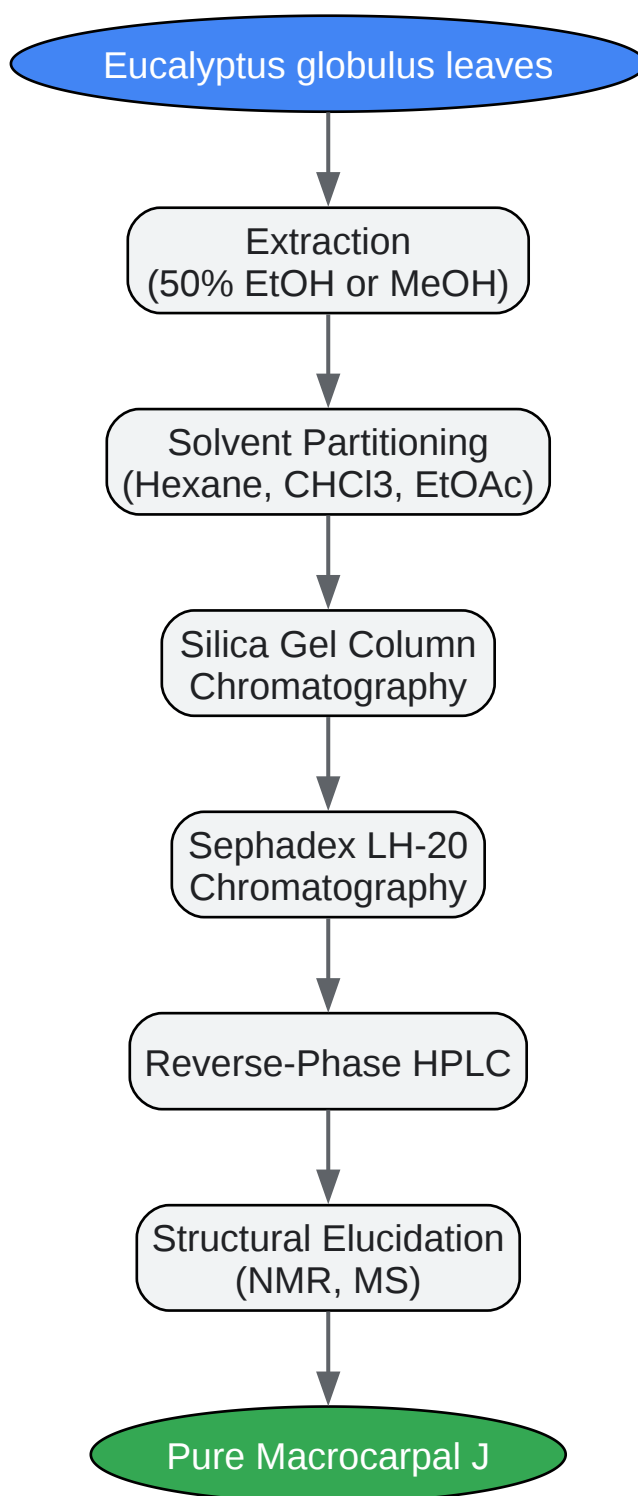 Eucalyptus globulus leaves
Extraction
(50% EtOH or MeOH)
Solvent Partitioning
(Hexane, CHCl3, EtOAc)
Silica Gel Column
Chromatography
Sephadex LH-20
Chromatography
Reverse-Phase HPLC
Structural Elucidation
(NMR, MS)
Pure Macrocarpal J